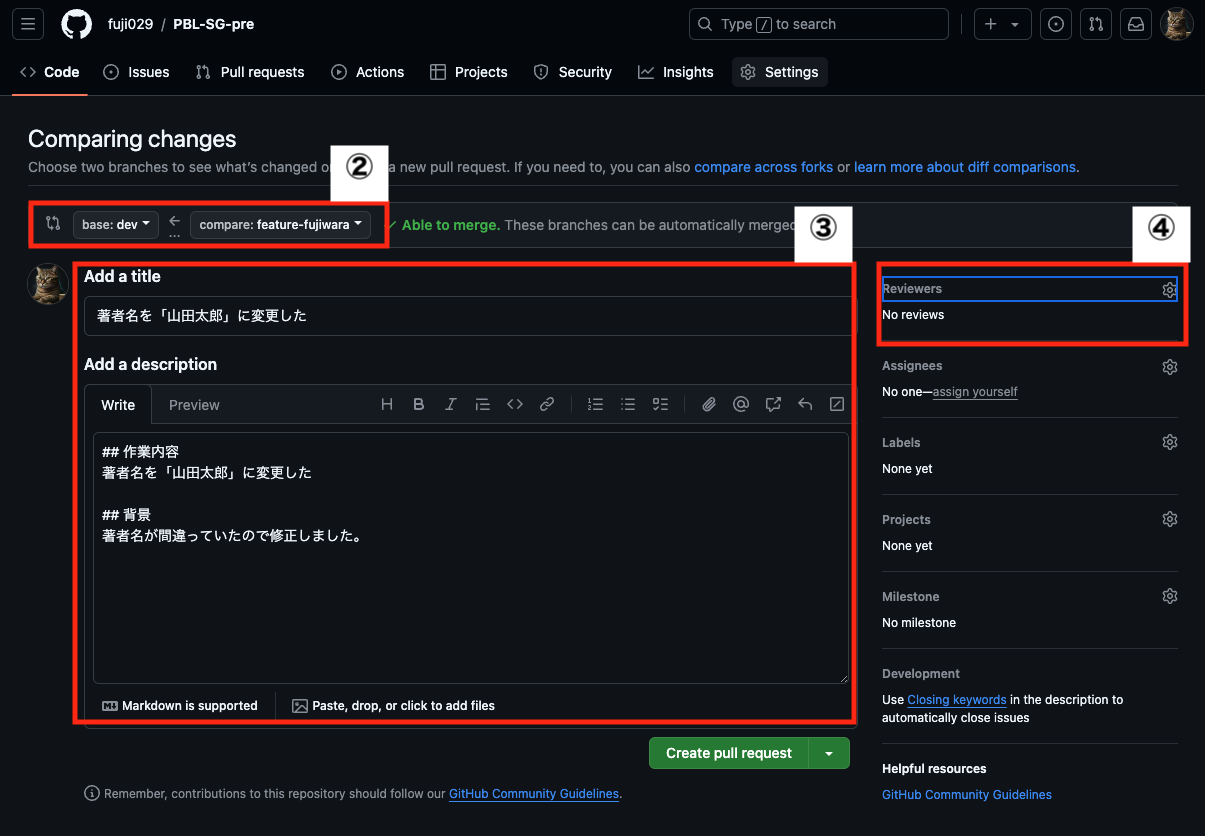 fujl029 / PBL-SG-pre
Type / to search
Code Issues Pull requests Actions Projects Security Insights Settings
Comparing changes
②
Choose two branches to see what's changed o a new pull request. If you need to, you can also compare across forks or learn more about diff comparisons.
base: dev compare: feature-fujiwara Able to merge. These branches can be automatically merged
③
④
Add a title
著者名を「山田太郎」に変更した
Add a description
Write Preview
## 作業内容
著者名を「山田太郎」に変更した
## 背景
著者名が間違っていたので修正しました。
Markdown is supported Paste, drop, or click to add files
Create pull request
Remember, contributions to this repository should follow our GitHub Community Guidelines.
Reviewers
No reviews
Assignees
No one—assign yourself
Labels
None yet
Projects
None yet
Milestone
No milestone
Development
Use Closing keywords in the description to
automatically close issues
Helpful resources
GitHub Community Guidelines